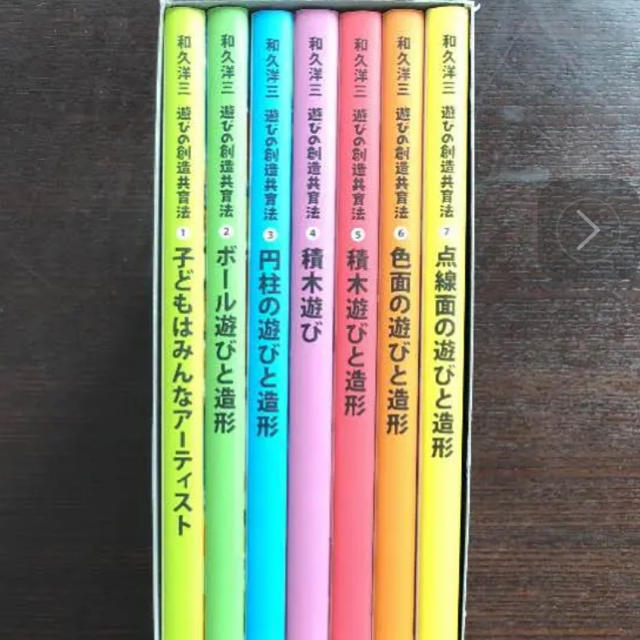 和久洋三 遊びの創造共育法 1 子どもはみんなアーティスト
和久洋三 遊びの創造共育法 2 ボール遊びと造形
和久洋三 遊びの創造共育法 3 円柱の遊びと造形
和久洋三 遊びの創造共育法 4 積木遊び
和久洋三 遊びの創造共育法 5 積木遊びと造形
和久洋三 遊びの創造共育法 6 色面の遊びと造形
和久洋三 遊びの創造共育法 7 点線面の遊びと造形